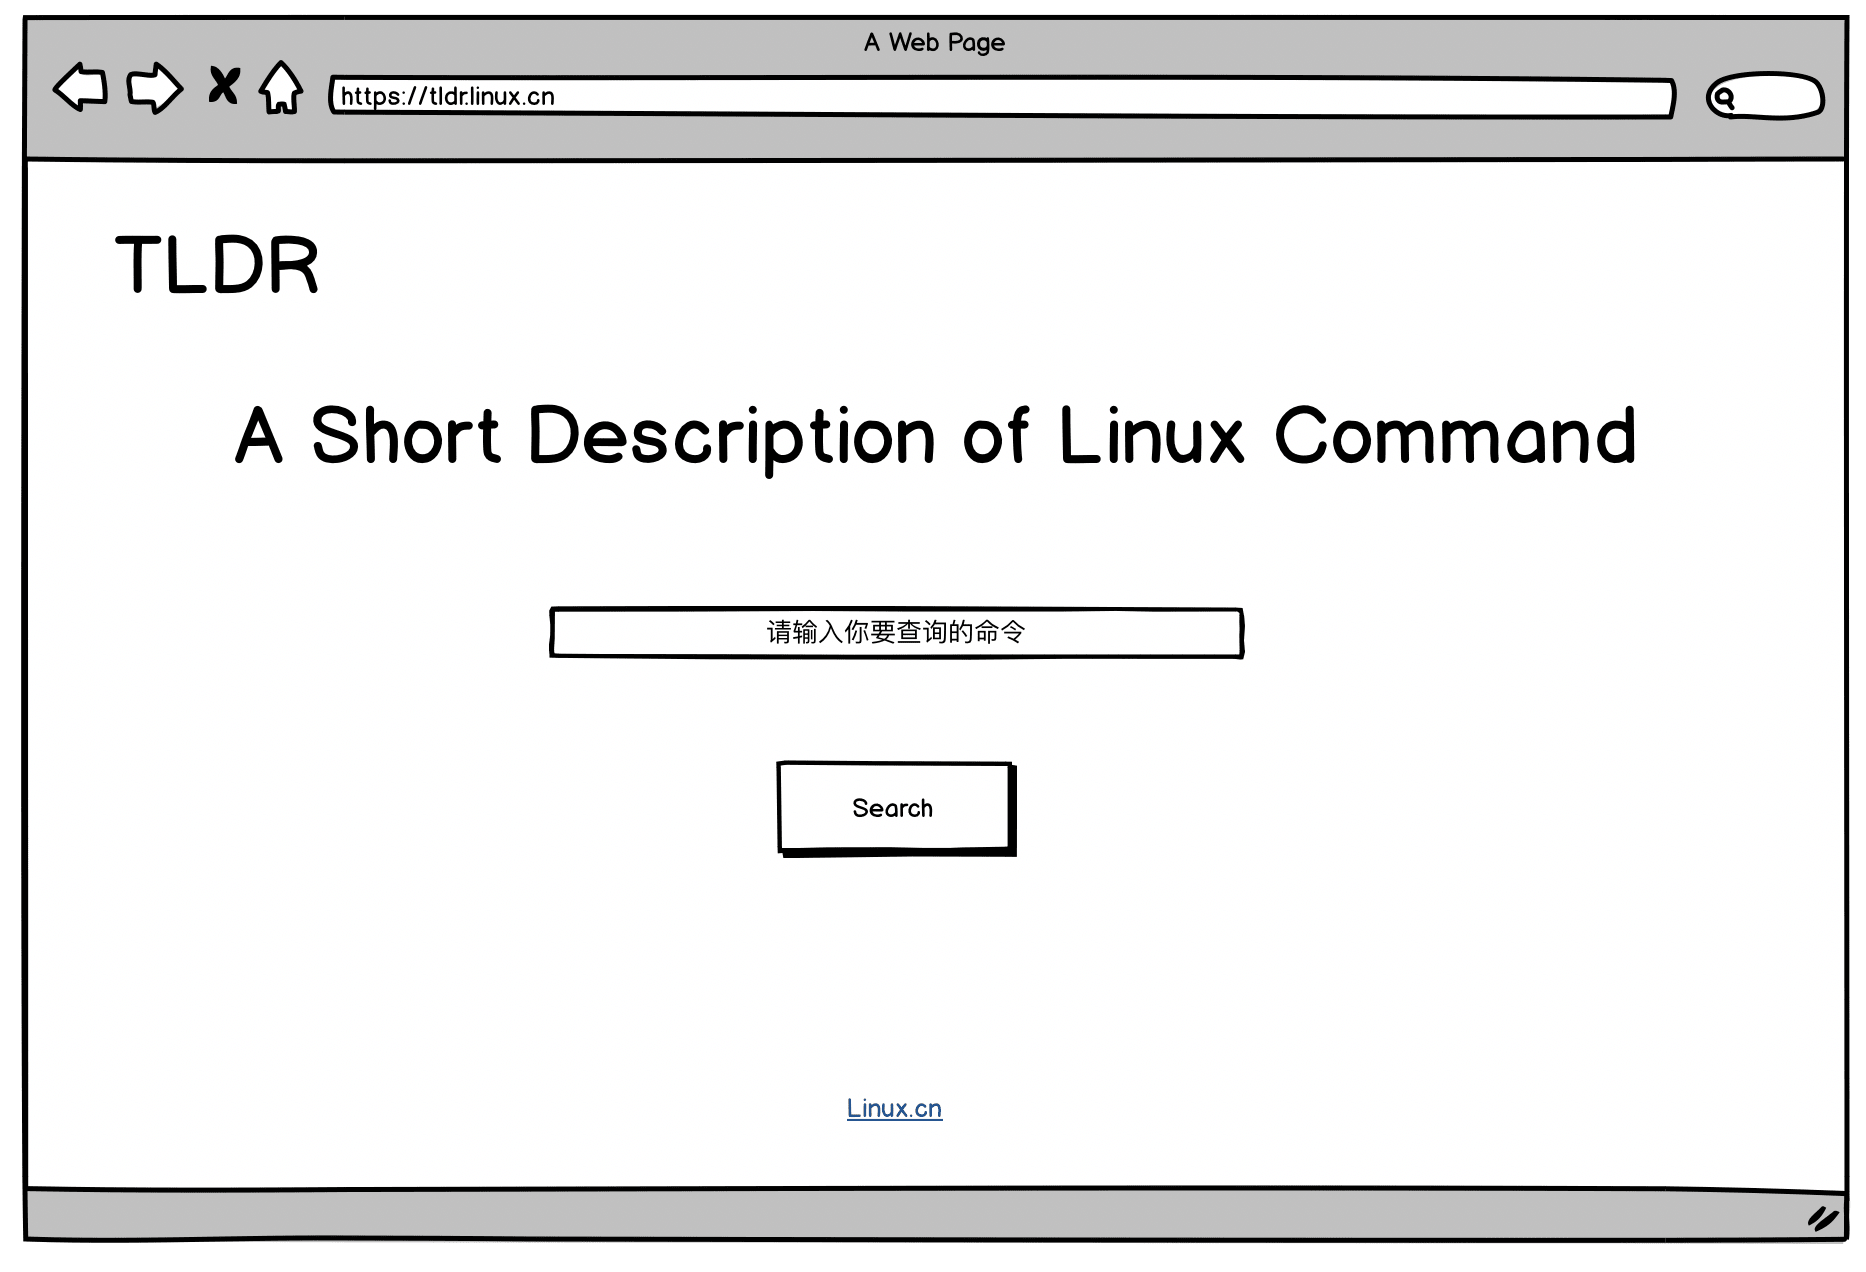 A Web Page
https://tldr.linux.cn
TLDR
A Short Description of Linux Command
请输入你要查询的命令
Search
Linux.cn